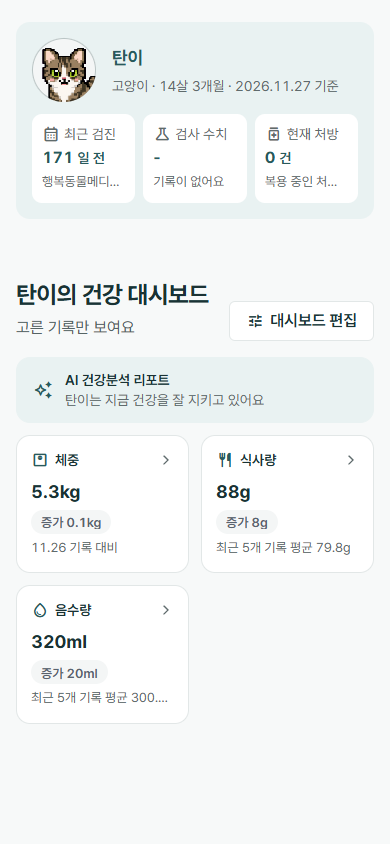 탄이
고양이 · 14살 3개월 · 2026.11.27 기준
최근 검진
171 일 전
행복동물메디...
검사 수치
-
기록이 없어요
현재 처방
0 건
복용 중인 처...
탄이의 건강 대시보드
고른 기록만 보여요
대시보드 편집
AI 건강분석 리포트
탄이는 지금 건강을 잘 지키고 있어요
체중
5.3kg
증가 0.1kg
11.26 기록 대비
식사량
88g
증가 8g
최근 5개 기록 평균 79.8g
음수량
320ml
증가 20ml
최근 5개 기록 평균 300....